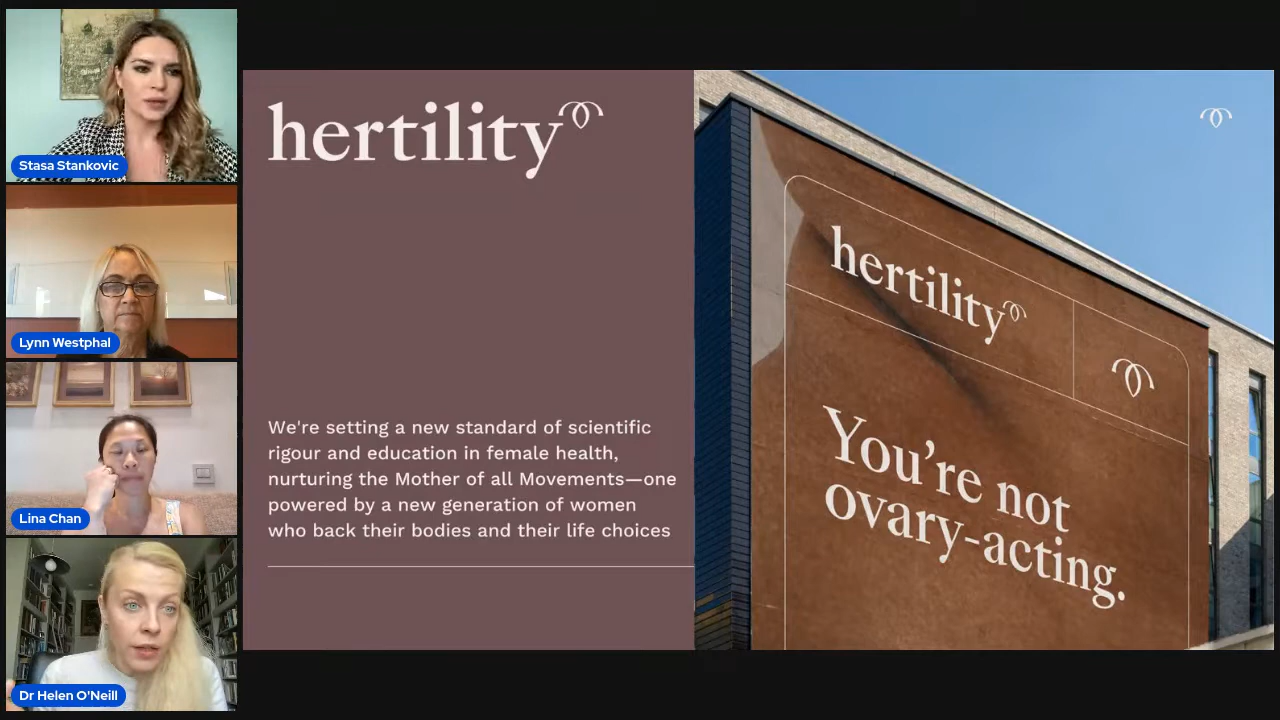 Stasa Stankovic
Lynn Westphal
Lina Chan
Dr Helen O'Neill
hertility
We're setting a new standard of scientific
rigour and education in female health,
nurturing the Mother of all Movements—one
powered by a new generation of women
who back their bodies and their life choices
hertility
You're not
ovary-acting.